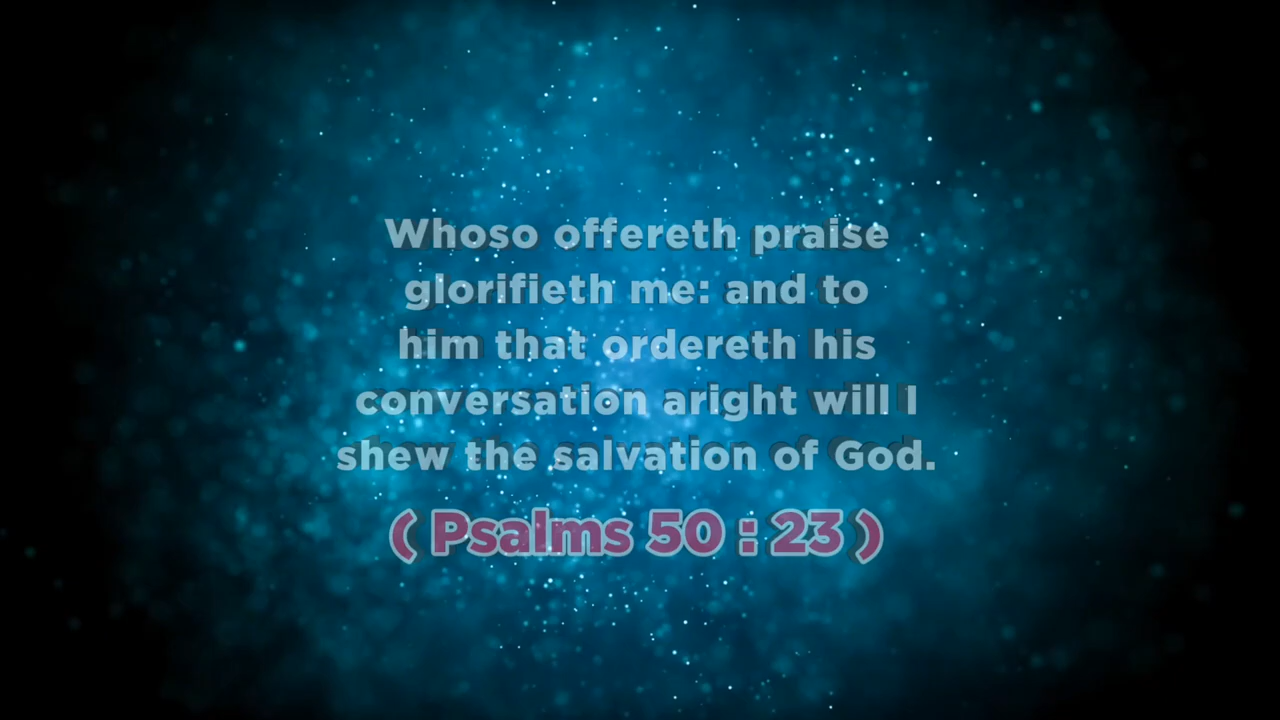 Whoso offereth praise
glorifieth me: and to
him that ordereth his
conversation aright will I
shew the salvation of God.
( Psalms 50 : 23 )